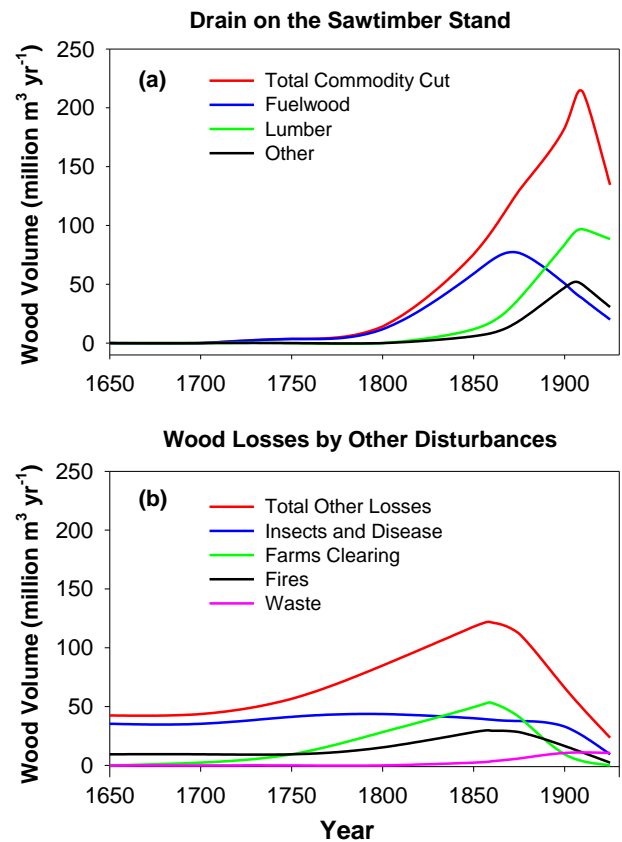 Drain on the Sawtimber Stand
250
200
150
100
50
0
Wood Volume (million m³ yr⁻¹)
(a)
Total Commodity Cut
Fuelwood
Lumber
Other
1650 1700 1750 1800 1850 1900
Wood Losses by Other Disturbances
250
200
150
100
50
0
Wood Volume (million m³ yr⁻¹)
(b)
Total Other Losses
Insects and Disease
Farms Clearing
Fires
Waste
1650 1700 1750 1800 1850 1900
Year